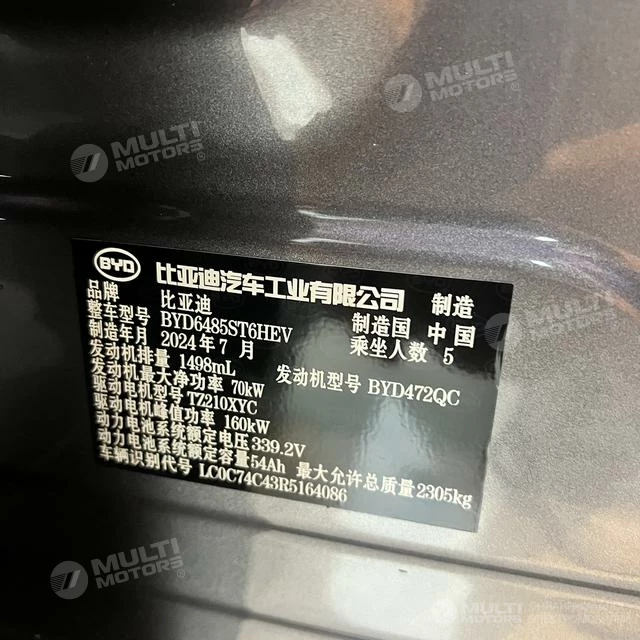 MULTI
MOTORS®
MULTI
MOTORS®
BYD 比亚迪汽车工业有限公司 制造
品牌 比亚迪 制造国 中国
整车型号 BYD6485ST6HEV 乘坐人数 5
制造年月 2024年7月
发动机排量 1498mL 发动机型号 BYD472QC
发动机最大净功率 70kW
驱动电机型号 TZ210XYC
驱动电机峰值功率 160kW
动力电池系统额定电压 339.2V
动力电池系统额定容量 54Ah 最大允许总质量 2305kg
车辆识别代号 LC0C74C43R5164086
MULTI
MOTORS®
MULTI
MOTORS